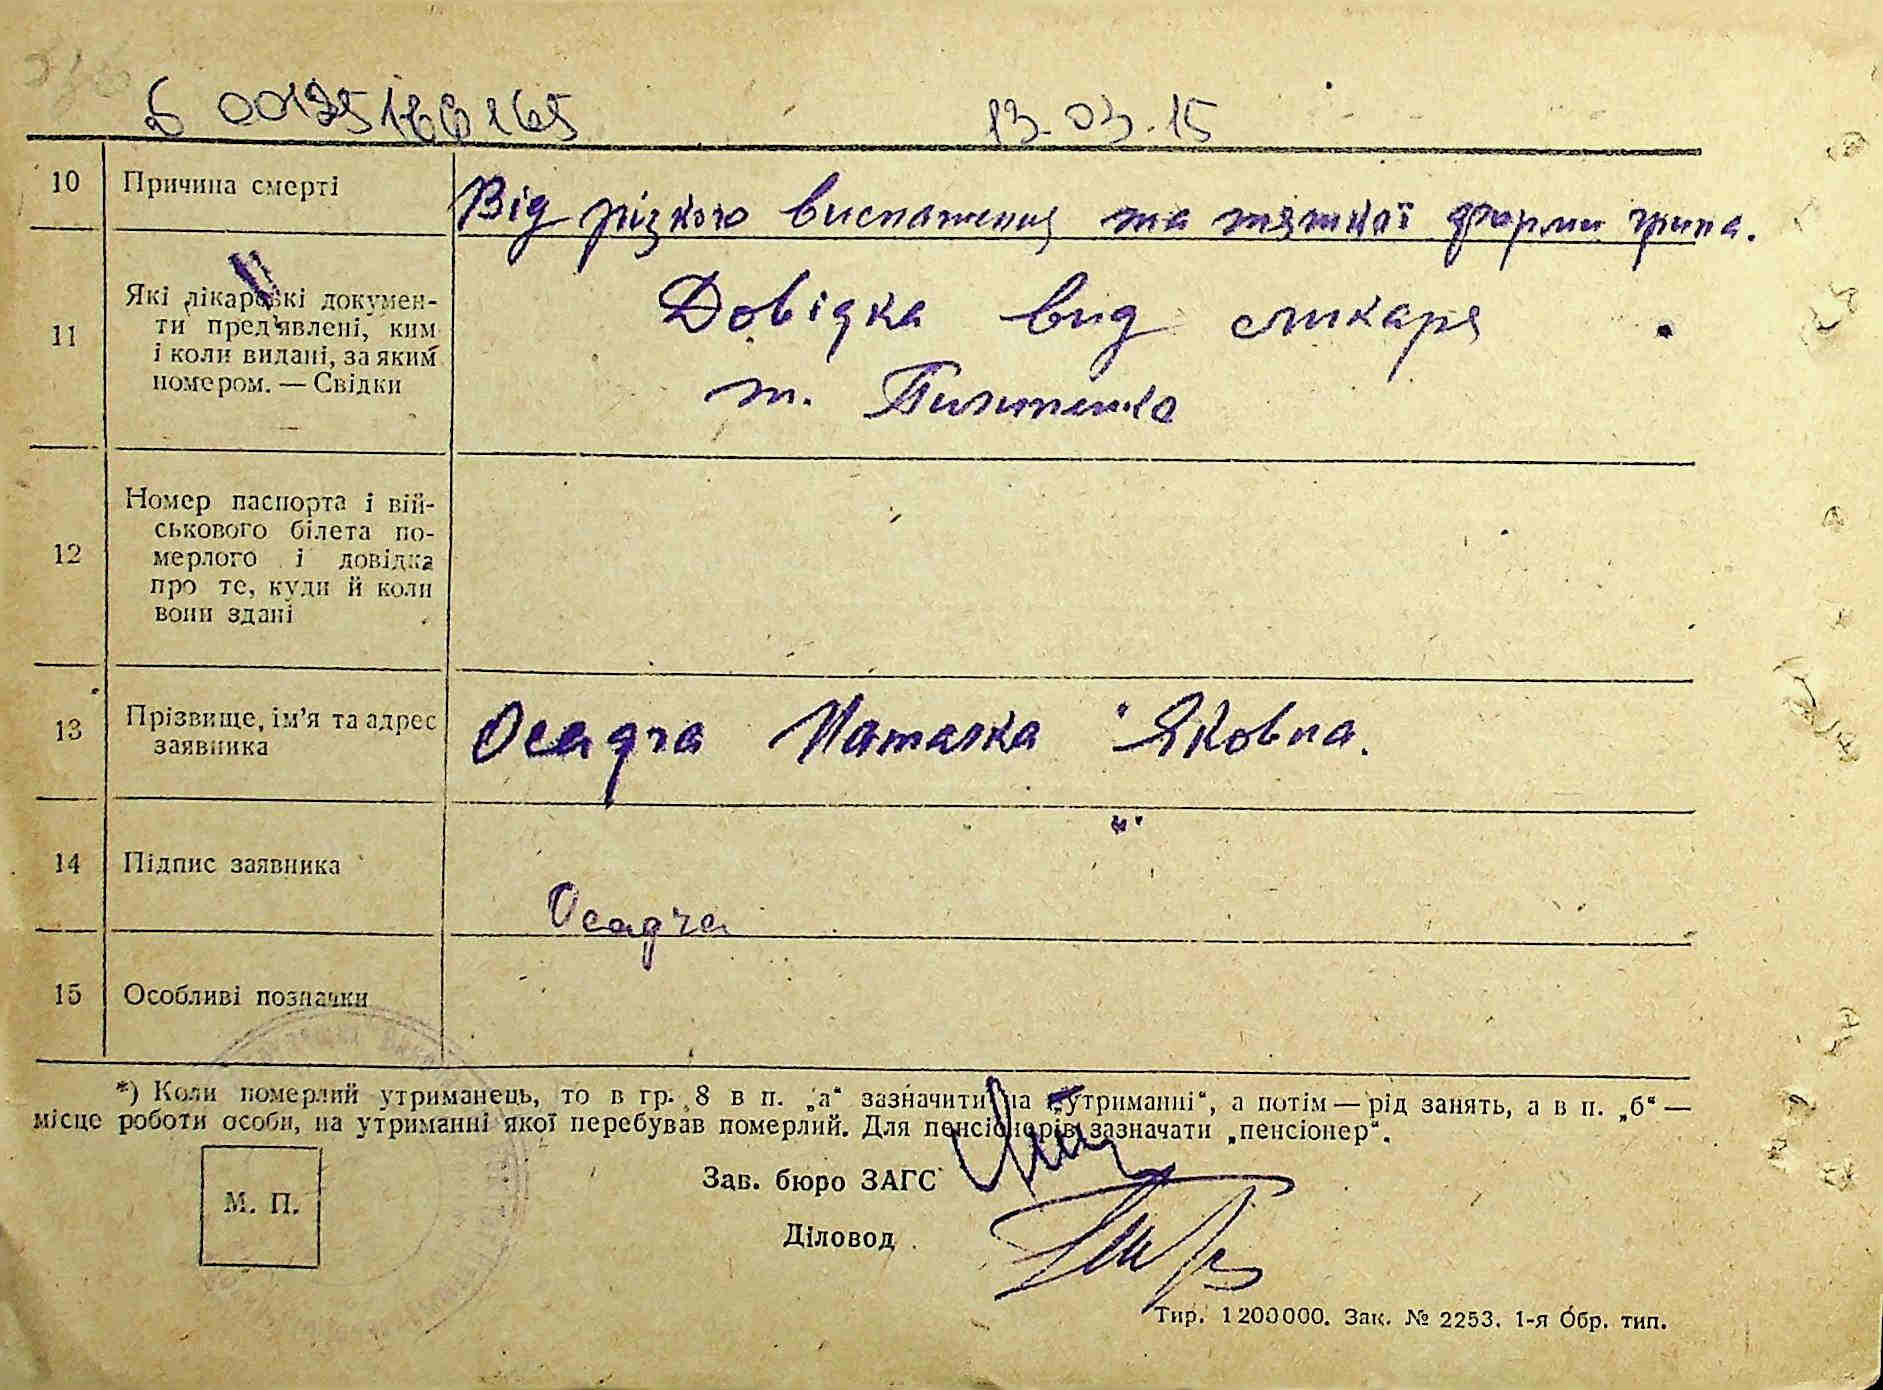 00125166165 13.03.15
10 Причина смерті Від різкого виснаження та тяжкої форми грипа.
11 Які лікарські докумен-
ти пред'явлені, ким
і коли видані, за яким
номером. — Свідки
Довідка вид ликаря
т.
12 Номер паспорта і вій-
ськового білета по-
мерлого і довідка
про те, куди й коли
вони здані
13 Прізвище, ім'я та адрес
заявника
Осадча Наталка Яковна.
14 Підпис заявника
Осадча
15 Особливі позначки
*) Коли померлий утриманець, то в гр. 8 в п. „а“ зазначити на „утриманні“, а потім — рід занять, а в п. „б“ —
місце роботи особи, на утриманні якої перебував померлий. Для пенсіонерів зазначати „пенсіонер“.
Зав. бюро ЗАГС
М. П.
Діловод
Тир. 1200000. Зак. № 2253. 1-я Обр. тип.